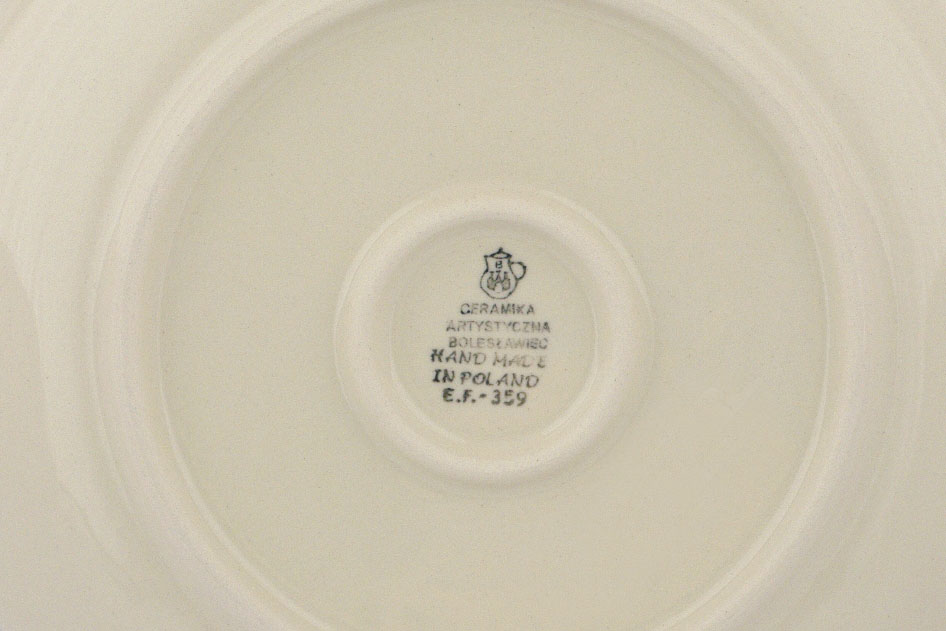 B
CERAMIKA
ARTYSTYCZNA
BOLESŁAWIEC
HAND MADE
IN POLAND
E.F.-359